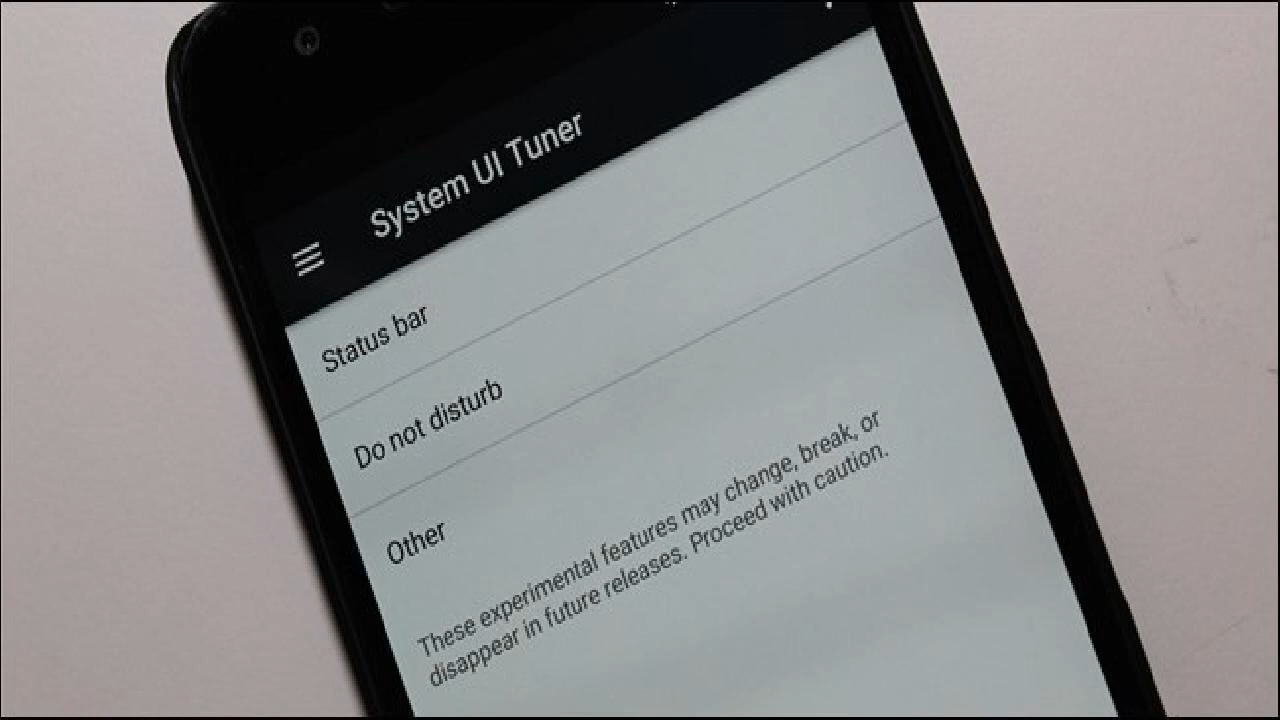 System UI Tuner
Status bar
Do not disturb
Other
These experimental features may change, break, or
disappear in future releases. Proceed with caution.